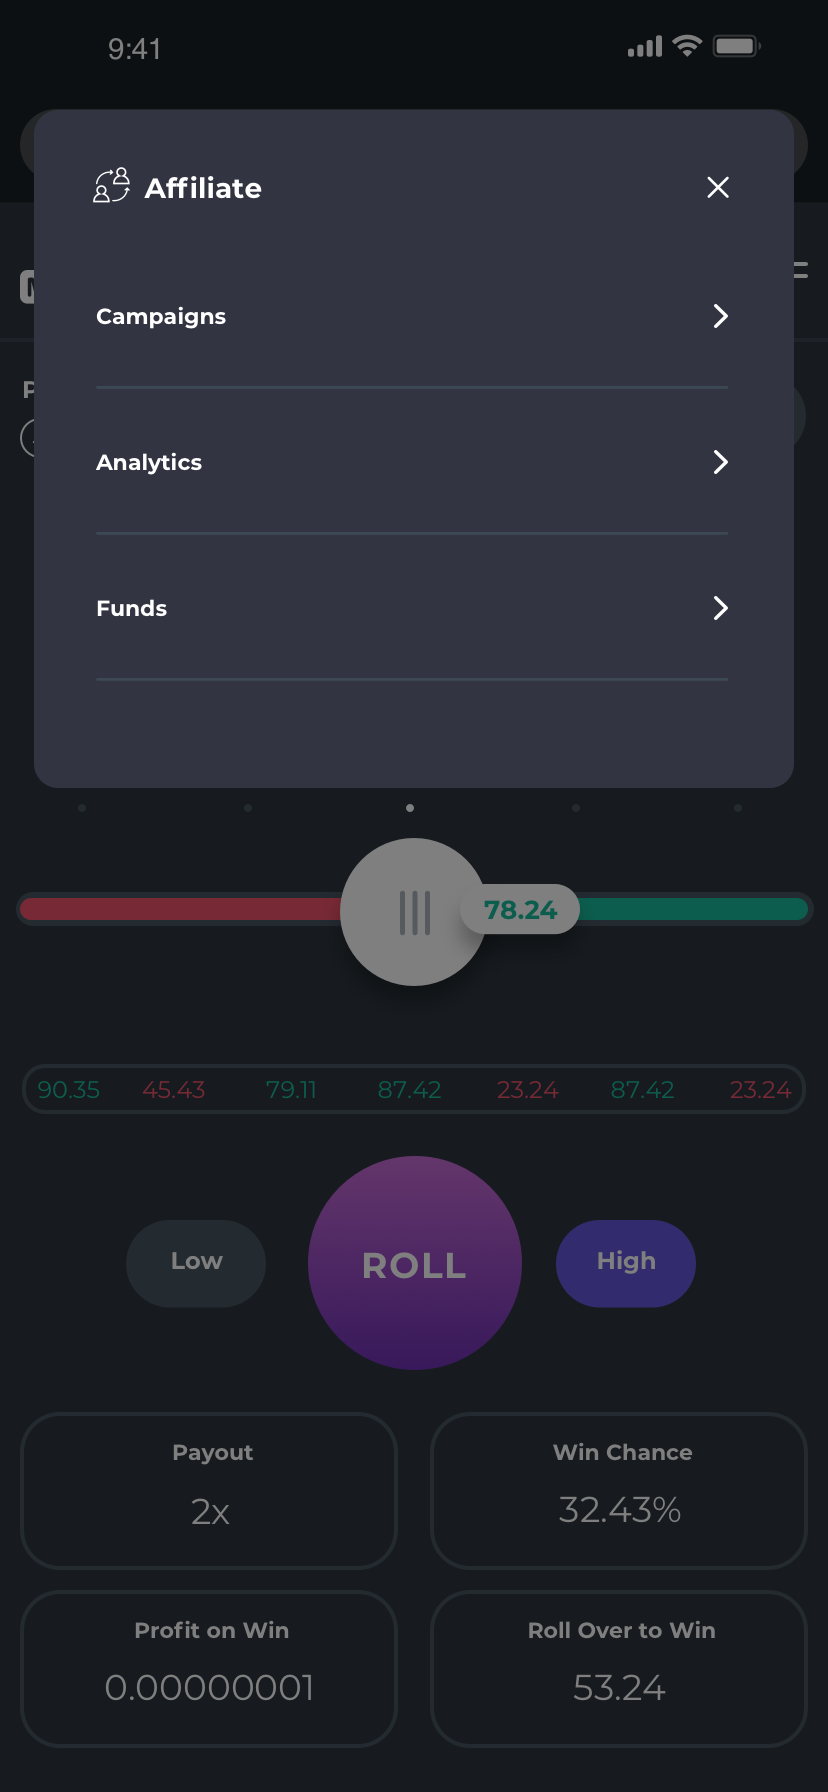 9:41
Affiliate
Campaigns
Analytics
Funds
78.24
90.35 45.43 79.11 87.42 23.24 87.42 23.24
Low ROLL High
Payout Win Chance
2x 32.43%
Profit on Win Roll Over to Win
0.00000001 53.24